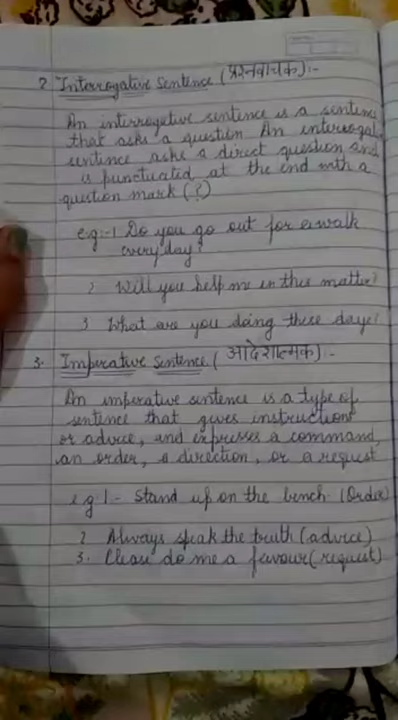 2 Interrogative Sentence (प्रश्नवाचक):-
An interrogative sentence is a sentence
that asks a question An interrogat
sentence asks a direct question and
is punctuated at the end with a
question mark (?)
e.g:-1 Do you go out for a walk
every day?
2 Will you help me in this matter?
3 What are you doing these days?
3. Imperative Sentence (आदेशात्मक):-
An imperative sentence is a type of
sentence that gives instructions
or advice, and expresses a command,
an order, a direction, or a request
e.g 1- Stand up on the bench (Order)
2 Always speak the truth (advice)
3. Please do me a favour (request)